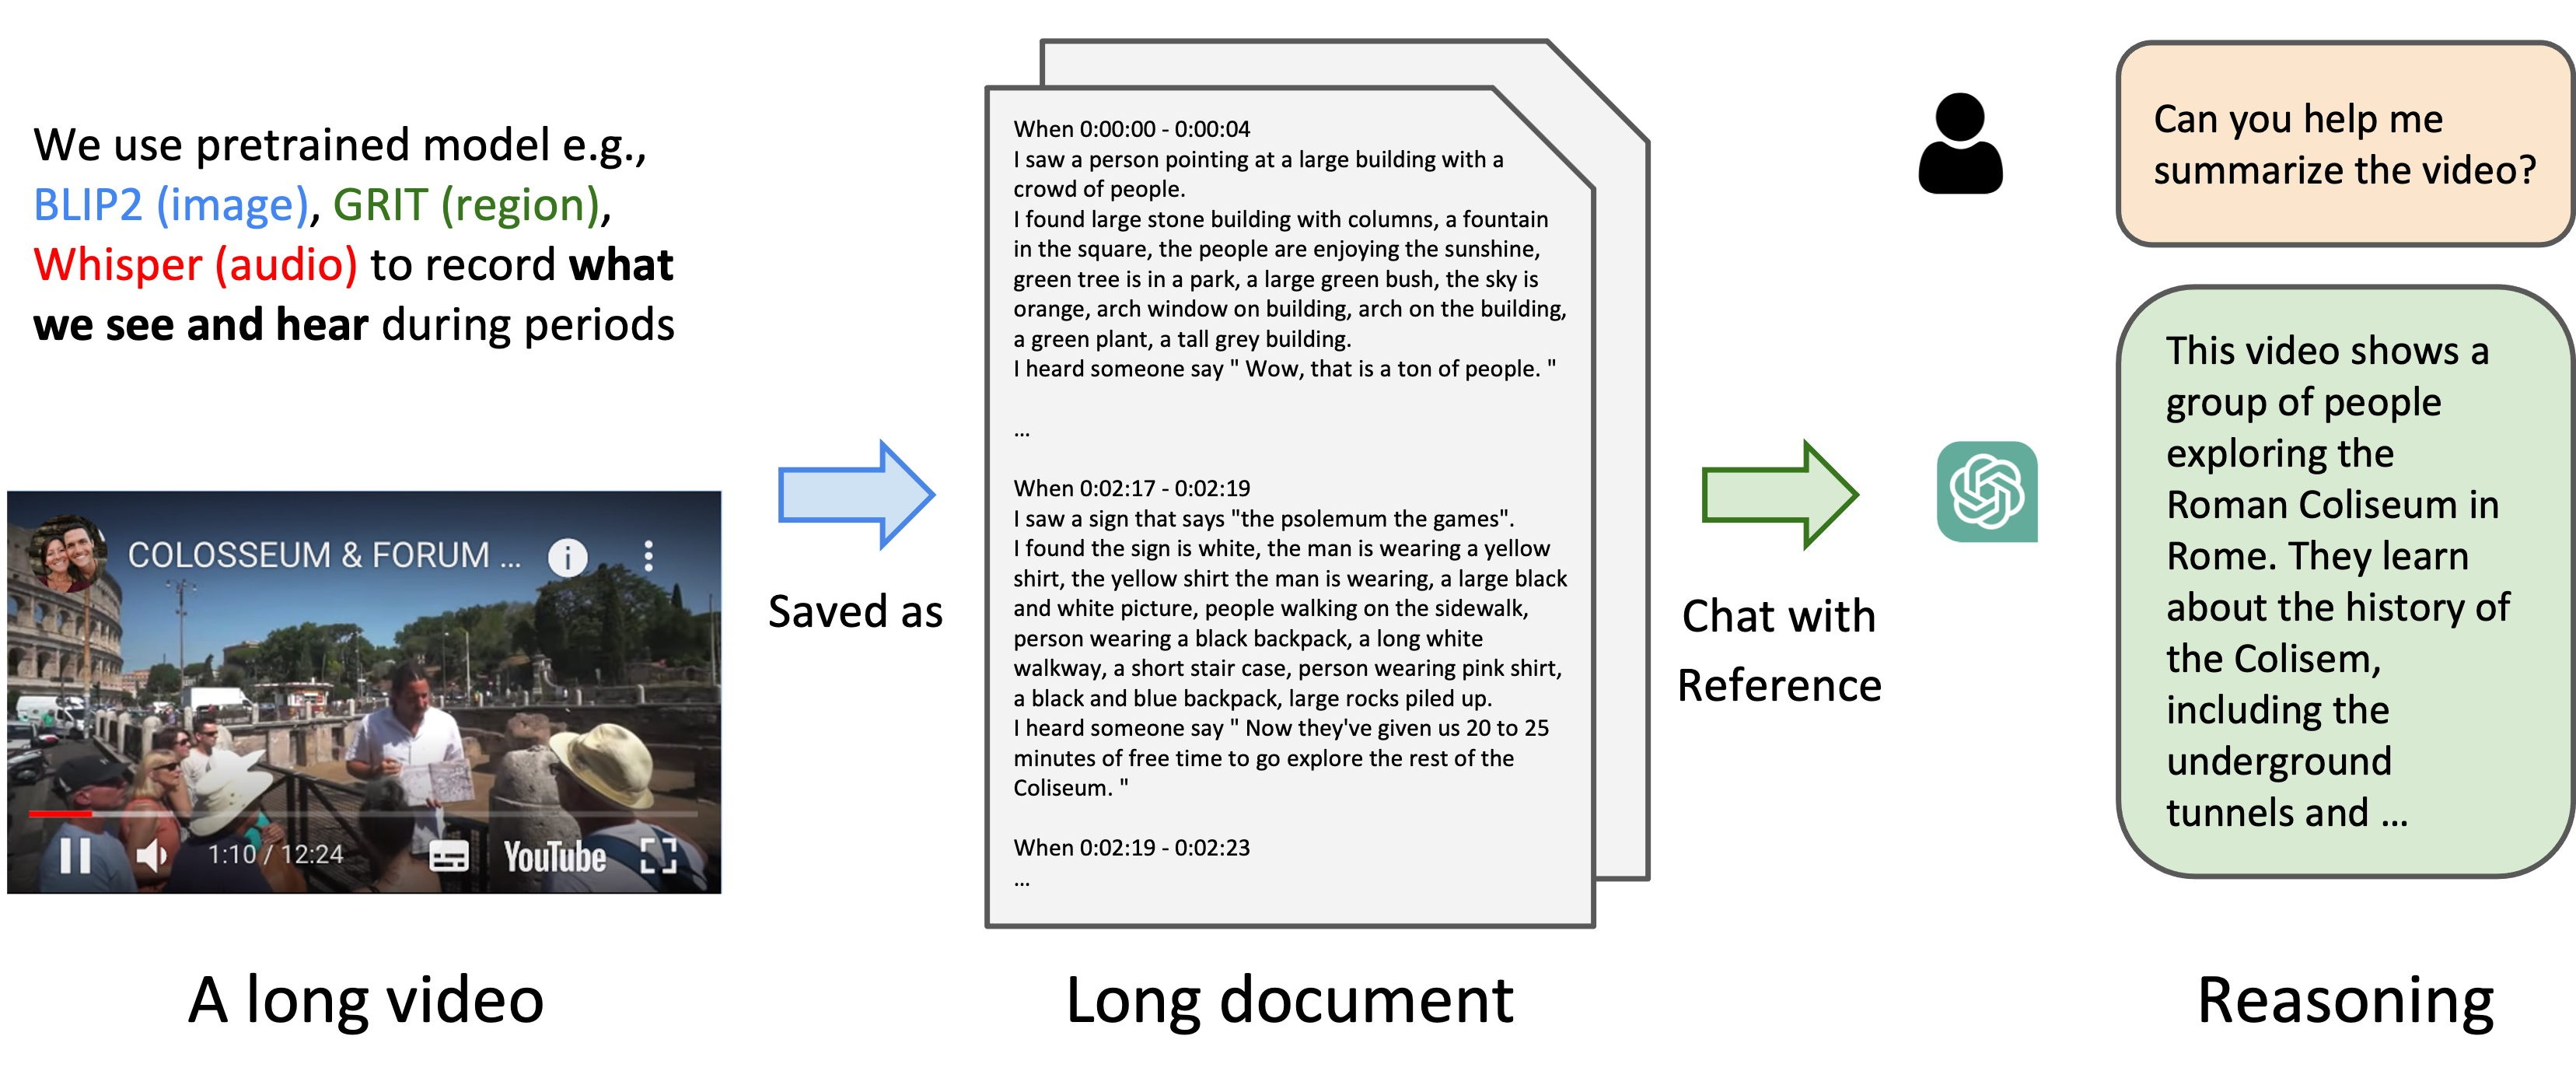 We use pretrained model e.g.,
BLIP2 (image), GRIT (region),
Whisper (audio) to record what
we see and hear during periods
COLOSSEUM & FORUM ...
i
1:10 / 12:24
YouTube
A long video
Saved as
When 0:00:00 - 0:00:04
I saw a person pointing at a large building with a
crowd of people.
I found large stone building with columns, a fountain
in the square, the people are enjoying the sunshine,
green tree is in a park, a large green bush, the sky is
orange, arch window on building, arch on the building,
a green plant, a tall grey building.
I heard someone say " Wow, that is a ton of people. "
...
When 0:02:17 - 0:02:19
I saw a sign that says "the psolemum the games".
I found the sign is white, the man is wearing a yellow
shirt, the yellow shirt the man is wearing, a large black
and white picture, people walking on the sidewalk,
person wearing a black backpack, a long white
walkway, a short stair case, person wearing pink shirt,
a black and blue backpack, large rocks piled up.
I heard someone say " Now they've given us 20 to 25
minutes of free time to go explore the rest of the
Coliseum. "
When 0:02:19 - 0:02:23
...
Long document
Chat with
Reference
Can you help me
summarize the video?
This video shows a
group of people
exploring the
Roman Coliseum in
Rome. They learn
about the history of
the Colisem,
including the
underground
tunnels and ...
Reasoning